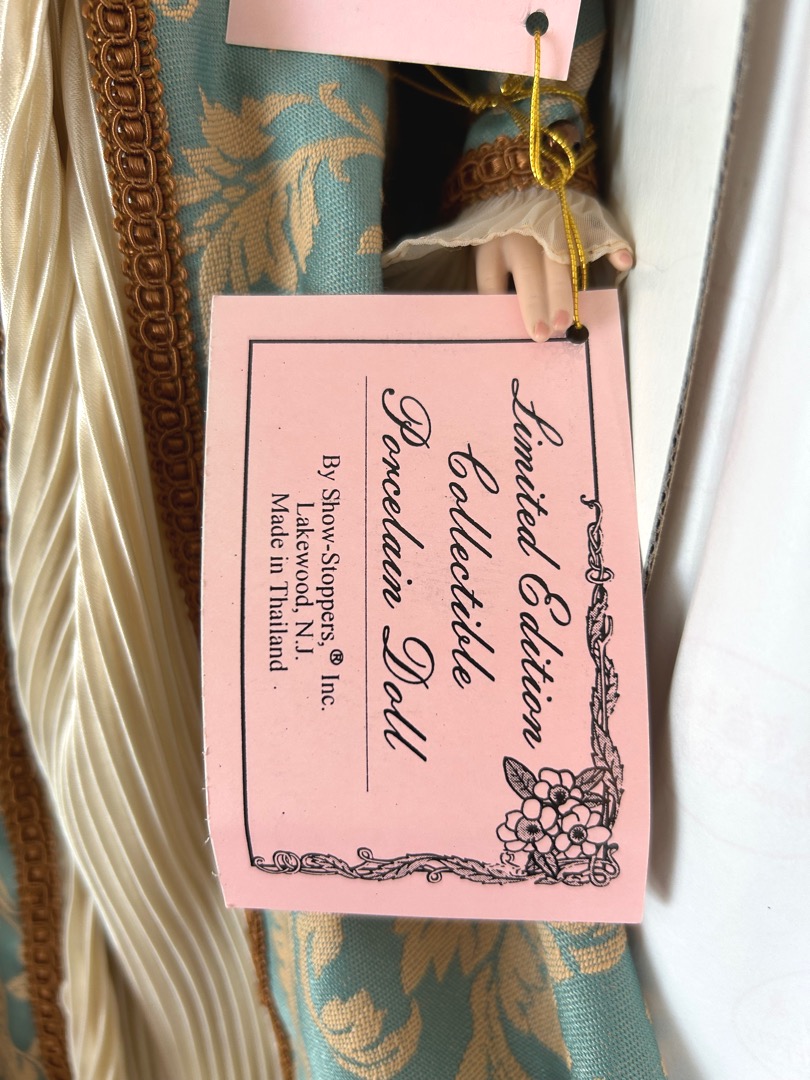 Limited Edition
Collectible
Porcelain Doll
By Show-Stoppers,® Inc.
Lakewood, N.J.
Made in Thailand